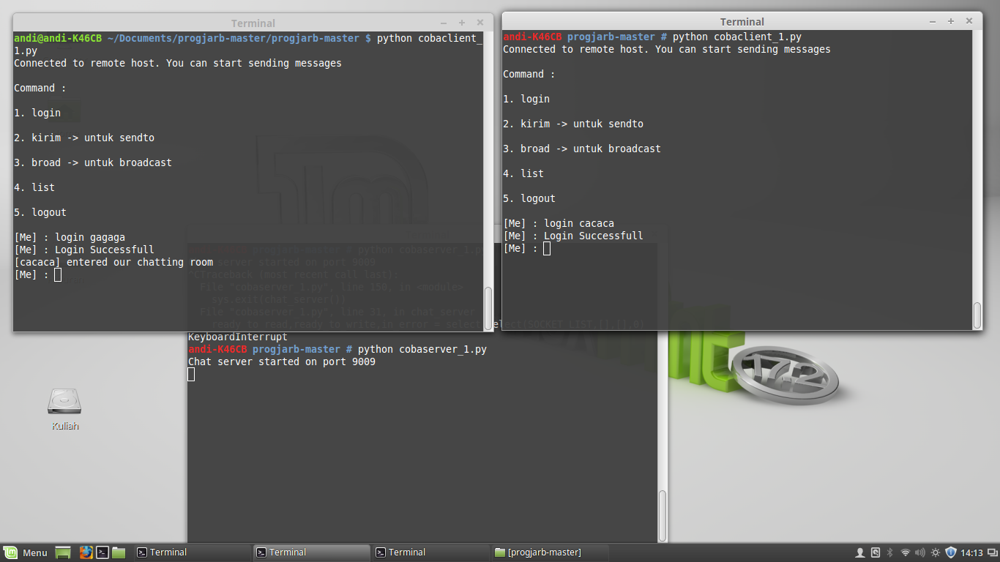 Terminal
andi@andi-K46CB ~/Documents/progjarb-master/progjarb-master $ python cobaclient_
1.py
Connected to remote host. You can start sending messages
Command :
1. login
2. kirim -> untuk sendto
3. broad -> untuk broadcast
4. list
5. logout
[Me] : login gagaga
[Me] : Login Successfull
[cacaca] entered our chatting room
[Me] :
Terminal
andi-K46CB progjarb-master # python cobaclient_1.py
Connected to remote host. You can start sending messages
Command :
1. login
2. kirim -> untuk sendto
3. broad -> untuk broadcast
4. list
5. logout
[Me] : login cacaca
[Me] : Login Successfull
[Me] :
andi-K46CB progjarb-master # python cobaserver_1.py
server started on port 9009
^CTraceback (most recent call last):
File "cobaserver_1.py", line 150, in <module>
sys.exit(chat_server())
File "cobaserver_1.py", line 31, in chat_server
ready_to_read,ready_to_write,in_error = select.select(SOCKET_LIST,[],[],0)
KeyboardInterrupt
andi-K46CB progjarb-master # python cobaserver_1.py
Chat server started on port 9009
17.2
Kuliah
Menu
Terminal
Terminal
Terminal
[progjarb-master]
14:13